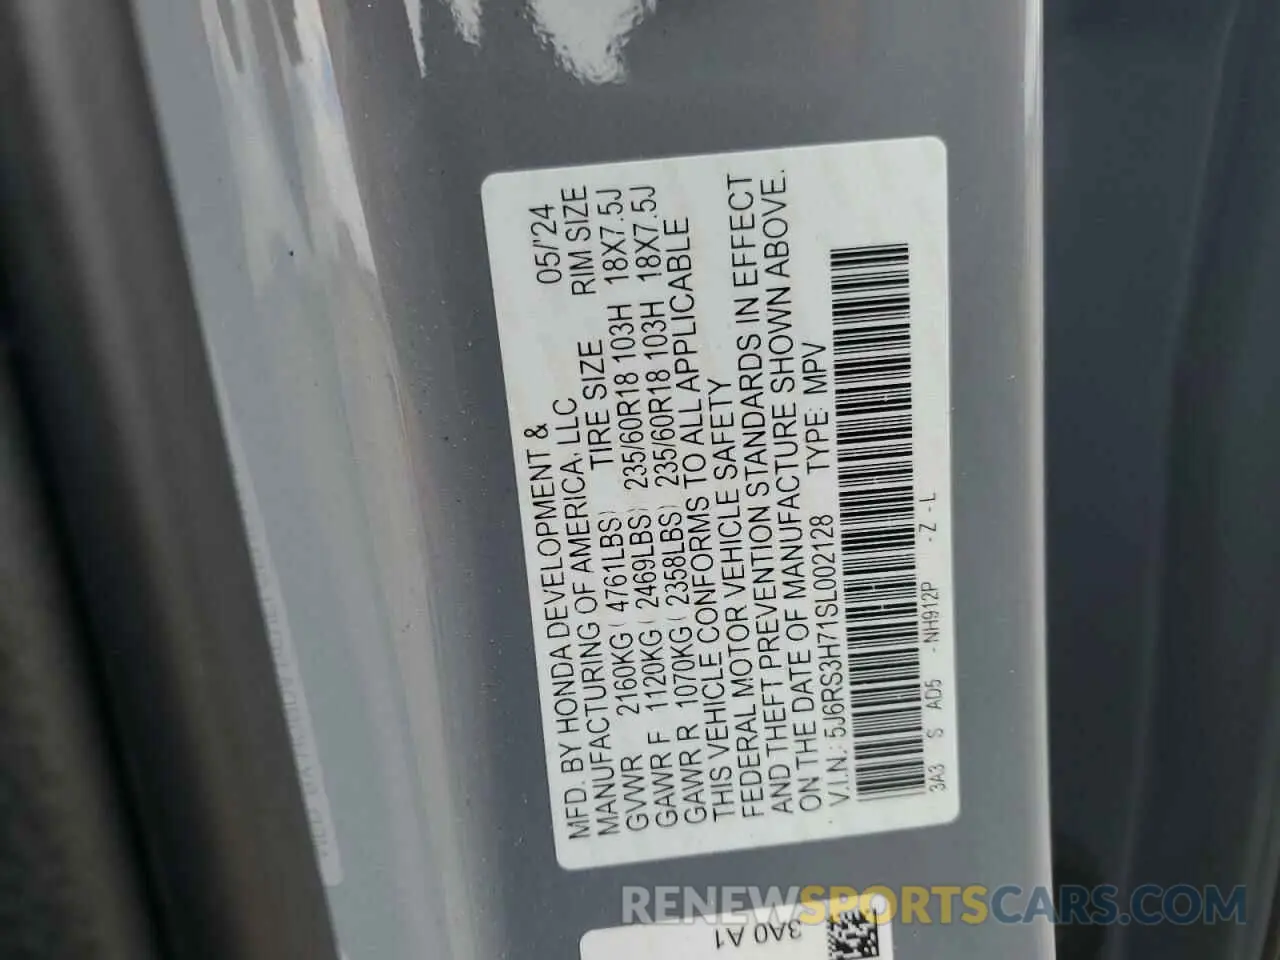 MFD. BY HONDA DEVELOPMENT & 05/'24
MANUFACTURING OF AMERICA, LLC
TIRE SIZE RIM SIZE
GVWR 2160KG ( 4761LBS)
GAWR F 1120KG ( 2469LBS) 235/60R18 103H 18X7.5J
GAWR R 1070KG ( 2358LBS) 235/60R18 103H 18X7.5J
THIS VEHICLE CONFORMS TO ALL APPLICABLE
FEDERAL MOTOR VEHICLE SAFETY
AND THEFT PREVENTION STANDARDS IN EFFECT
ON THE DATE OF MANUFACTURE SHOWN ABOVE.
V.I.N.: 5J6RS3H71SL002128 TYPE: MPV
3A3 S AD5 -NH912P -Z -L
3A0 A1
RENEWSPORTSCARS.COM